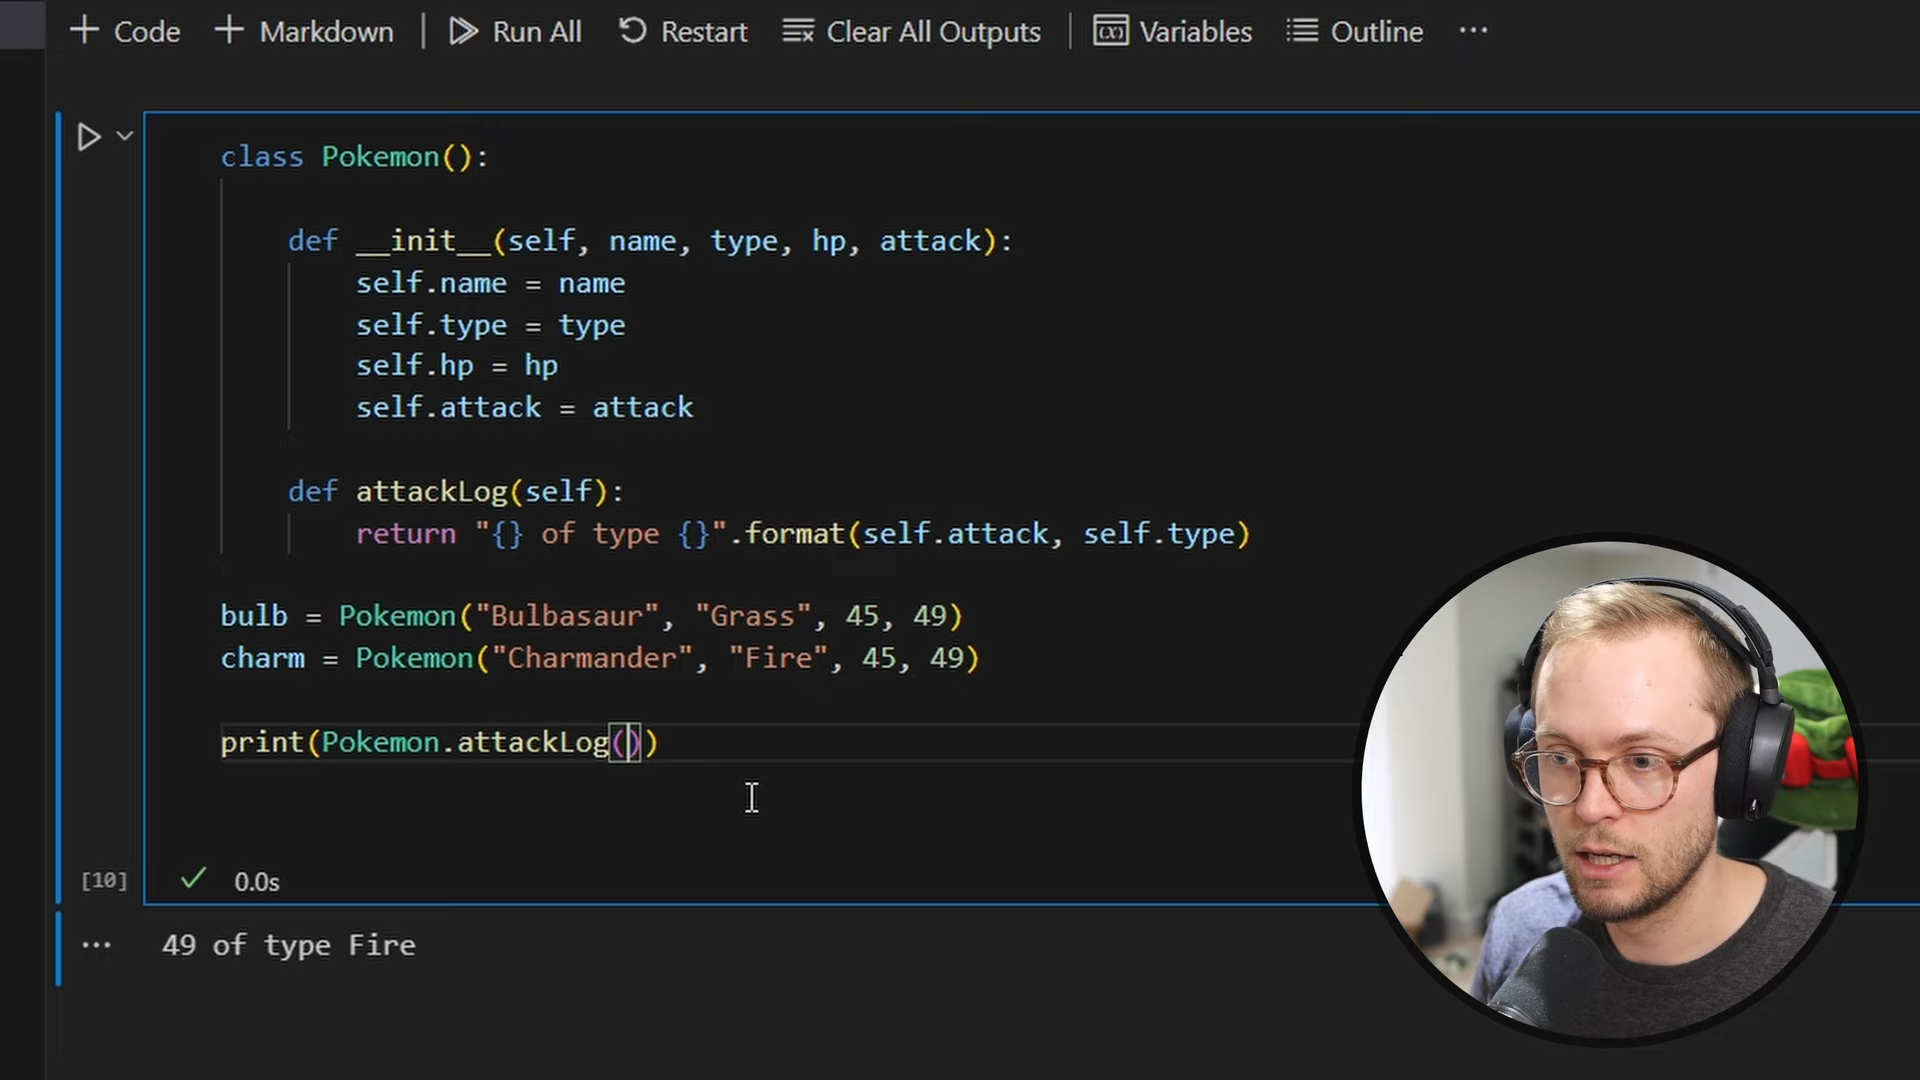 Code Markdown Run All Restart Clear All Outputs Variables Outline ...
class Pokemon():
def __init__(self, name, type, hp, attack):
self.name = name
self.type = type
self.hp = hp
self.attack = attack
def attackLog(self):
return "{} of type {}".format(self.attack, self.type)
bulb = Pokemon("Bulbasaur", "Grass", 45, 49)
charm = Pokemon("Charmander", "Fire", 45, 49)
print(Pokemon.attackLog())
[10] 0.0s
... 49 of type Fire